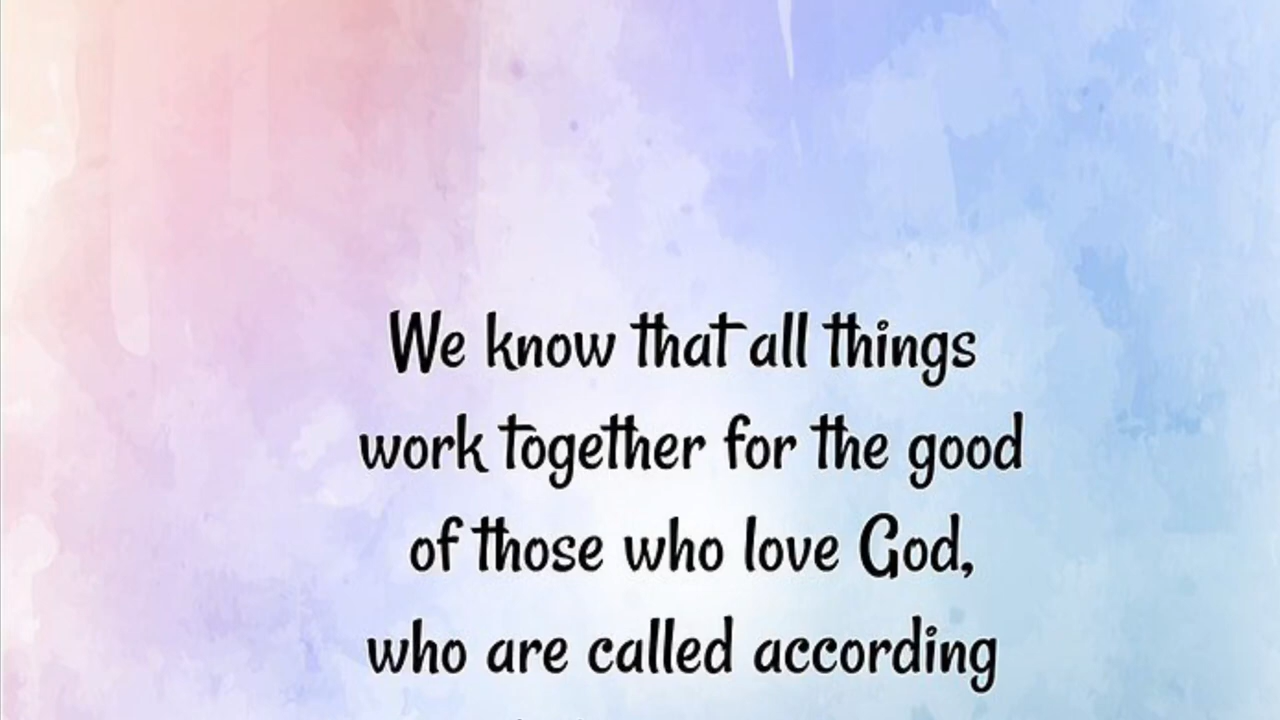 We know that all things
work together for the good
of those who love God,
who are called according